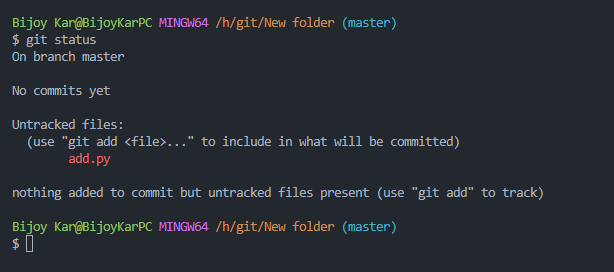 Bijoy Kar@BijoyKarPC MINGW64 /h/git/New folder (master)
$ git status
On branch master
No commits yet
Untracked files:
(use "git add <file>..." to include in what will be committed)
add.py
nothing added to commit but untracked files present (use "git add" to track)
Bijoy Kar@BijoyKarPC MINGW64 /h/git/New folder (master)
$